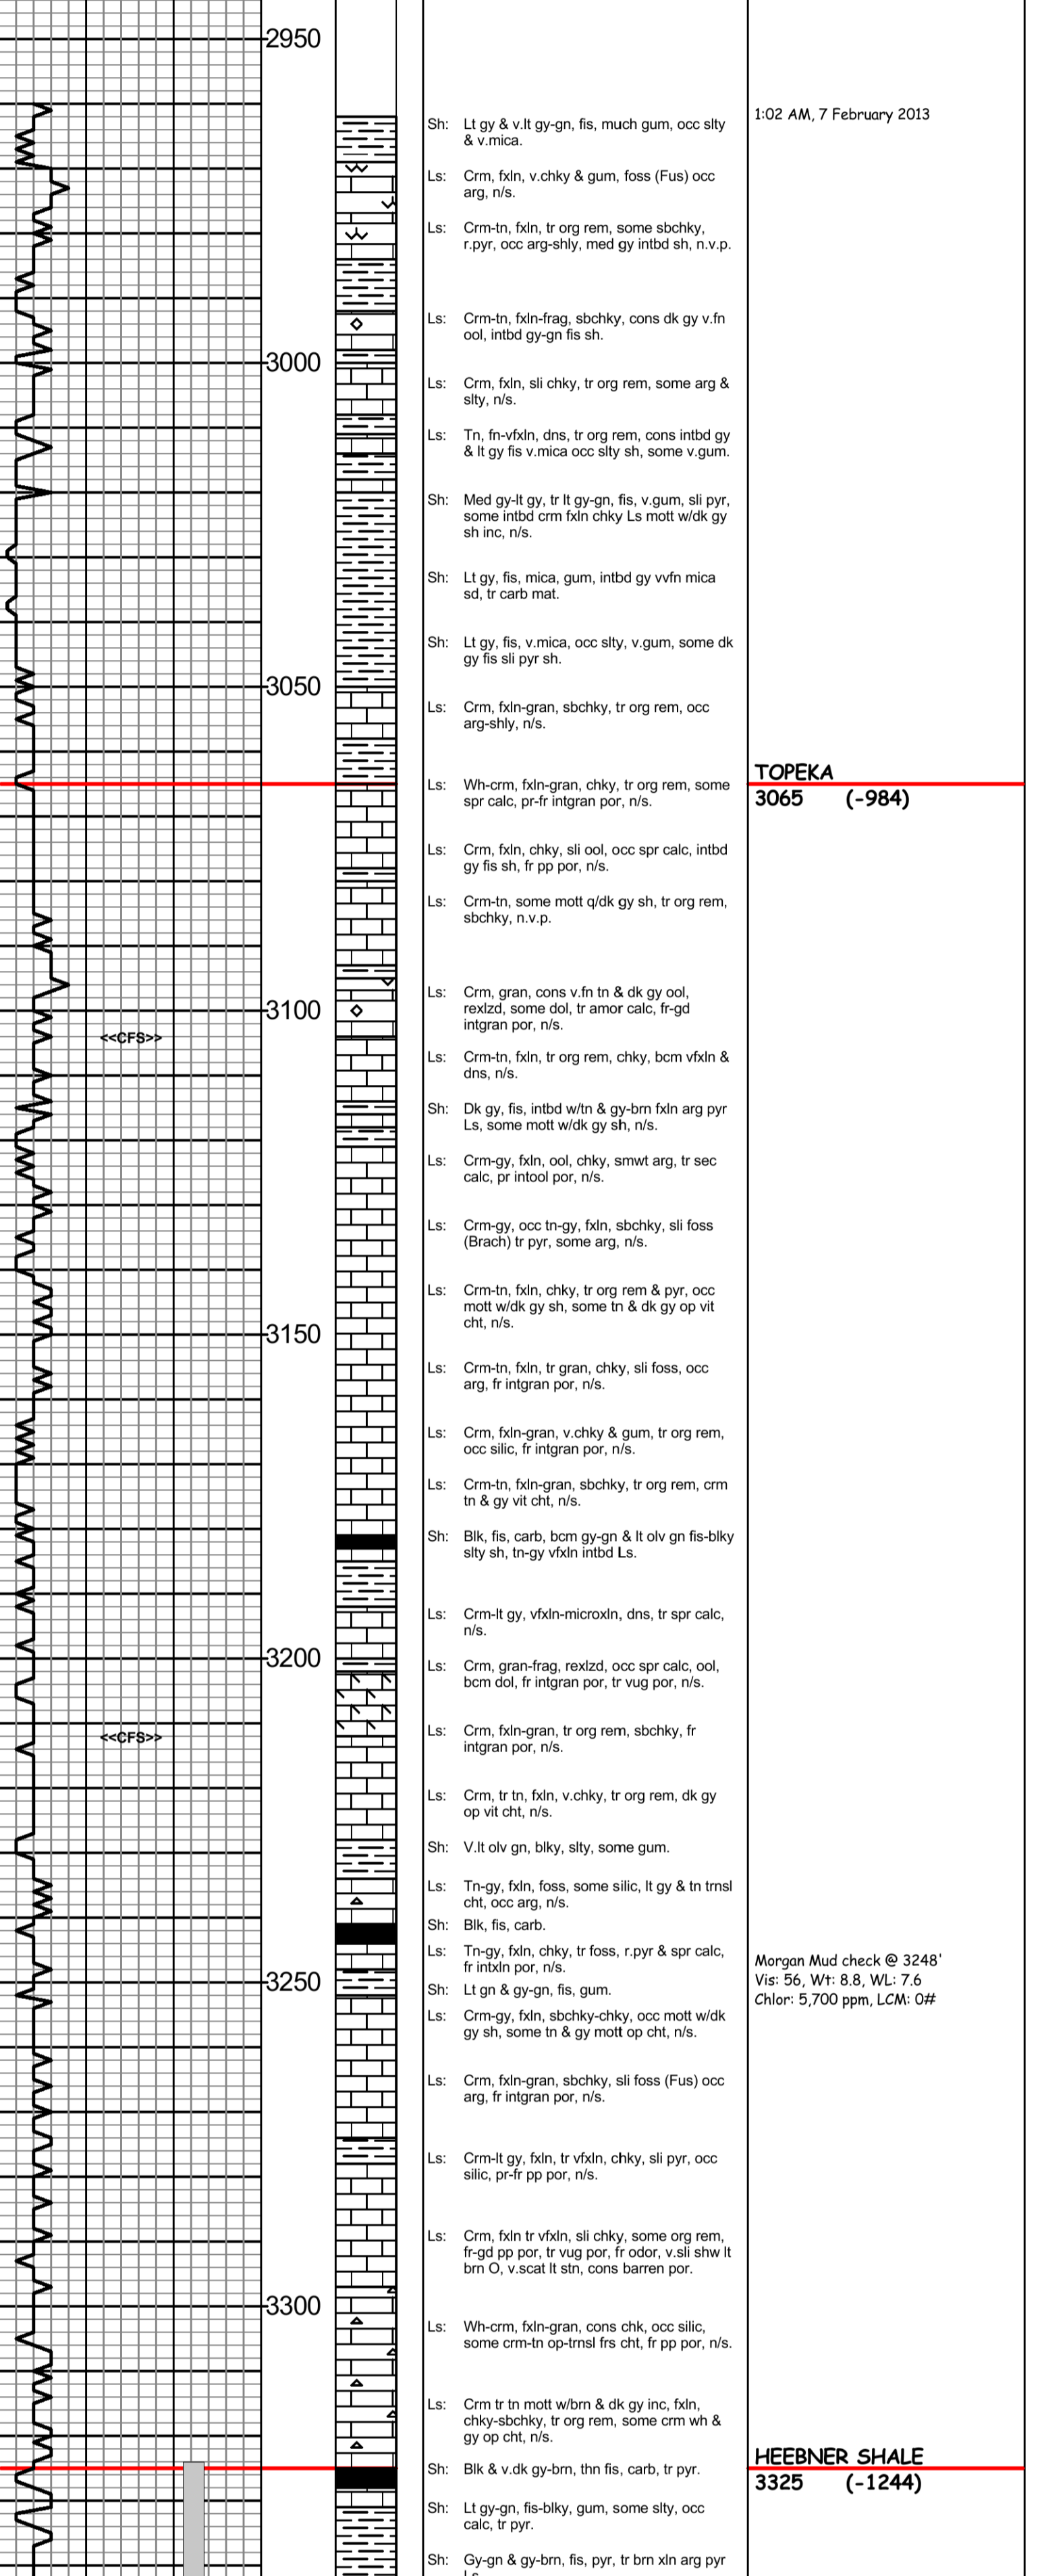 2950
1:02 AM, 7 February 2013
Sh: Lt gy & v.lt gy-gn, fis, much gum, occ slty
& v.mica.
Ls: Crm, fxln, v.chky & gum, foss (Fus) occ
arg, n/s.
Ls: Crm-tn, fxln, tr org rem, some sbchky,
r.pyr, occ arg-shly, med gy intbd sh, n.v.p.
Ls: Crm-tn, fxln-frag, sbchky, cons dk gy v.fn
ool, intbd gy-gn fis sh.
3000
Ls: Crm, fxln, sli chky, tr org rem, some arg &
slty, n/s.
Ls: Tn, fn-vfxln, dns, tr org rem, cons intbd gy
& lt gy fis v.mica occ slty sh, some v.gum.
Sh: Med gy-lt gy, tr lt gy-gn, fis, v.gum, sli pyr,
some intbd crm fxln chky Ls mott w/dk gy
sh inc, n/s.
Sh: Lt gy, fis, mica, gum, intbd gy vvfn mica
sd, tr carb mat.
Sh: Lt gy, fis, v.mica, occ slty, v.gum, some dk
gy fis sli pyr sh.
3050
Ls: Crm, fxln-gran, sbchky, tr org rem, occ
arg-shly, n/s.
TOPEKA
3065 (-984)
Ls: Wh-crm, fxln-gran, chky, tr org rem, some
spr calc, pr-fr intgran por, n/s.
Ls: Crm, fxln, chky, sli ool, occ spr calc, intbd
gy fis sh, fr pp por, n/s.
Ls: Crm-tn, some mott q/dk gy sh, tr org rem,
sbchky, n.v.p.
Ls: Crm, gran, cons v.fn tn & dk gy ool,
rexlzd, some dol, tr amor calc, fr-gd
intgran por, n/s.
3100
<<CFS>>
Ls: Crm-tn, fxln, tr org rem, chky, bcm vfxln &
dns, n/s.
Sh: Dk gy, fis, intbd w/tn & gy-brn fxln arg pyr
Ls, some mott w/dk gy sh, n/s.
Ls: Crm-gy, fxln, ool, chky, smwt arg, tr sec
calc, pr intool por, n/s.
Ls: Crm-gy, occ tn-gy, fxln, sbchky, sli foss
(Brach) tr pyr, some arg, n/s.
Ls: Crm-tn, fxln, chky, tr org rem & pyr, occ
mott w/dk gy sh, some tn & dk gy op vit
cht, n/s.
3150
Ls: Crm-tn, fxln, tr gran, chky, sli foss, occ
arg, fr intgran por, n/s.
Ls: Crm, fxln-gran, v.chky & gum, tr org rem,
occ silic, fr intgran por, n/s.
Ls: Crm-tn, fxln-gran, sbchky, tr org rem, crm
tn & gy vit cht, n/s.
Sh: Blk, fis, carb, bcm gy-gn & lt olv gn fis-blky
slty sh, tn-gy vfxln intbd Ls.
Ls: Crm-lt gy, vfxln-microxln, dns, tr spr calc,
n/s.
3200
Ls: Crm, gran-frag, rexlzd, occ spr calc, ool,
bcm dol, fr intgran por, tr vug por, n/s.
<<CFS>>
Ls: Crm, fxln-gran, tr org rem, sbchky, fr
intgran por, n/s.
Ls: Crm, tr tn, fxln, v.chky, tr org rem, dk gy
op vit cht, n/s.
Sh: V.lt olv gn, blky, slty, some gum.
Ls: Tn-gy, fxln, foss, some silic, lt gy & tn trnsl
cht, occ arg, n/s.
Sh: Blk, fis, carb.
Ls: Tn-gy, fxln, chky, tr foss, r.pyr & spr calc,
fr intxln por, n/s.
Morgan Mud check @ 3248'
Vis: 56, Wt: 8.8, WL: 7.6
Chlor: 5,700 ppm, LCM: 0#
3250
Sh: Lt gn & gy-gn, fis, gum.
Ls: Crm-gy, fxln, sbchky-chky, occ mott w/dk
gy sh, some tn & gy mott op cht, n/s.
Ls: Crm, fxln-gran, sbchky, sli foss (Fus) occ
arg, fr intgran por, n/s.
Ls: Crm-lt gy, fxln, tr vfxln, chky, sli pyr, occ
silic, pr-fr pp por, n/s.
Ls: Crm, fxln tr vfxln, sli chky, some org rem,
fr-gd pp por, tr vug por, fr odor, v.sli shw lt
brn O, v.scat lt stn, cons barren por.
3300
Ls: Wh-crm, fxln-gran, cons chk, occ silic,
some crm-tn op-trnsl frs cht, fr pp por, n/s.
Ls: Crm tr tn mott w/brn & dk gy inc, fxln,
chky-sbchky, tr org rem, some crm wh &
gy op cht, n/s.
HEEBNER SHALE
3325 (-1244)
Sh: Blk & v.dk gy-brn, thn fis, carb, tr pyr.
Sh: Lt gy-gn, fis-blky, gum, some slty, occ
calc, tr pyr.
Sh: Gy-gn & gy-brn, fis, pyr, tr brn xln arg pyr